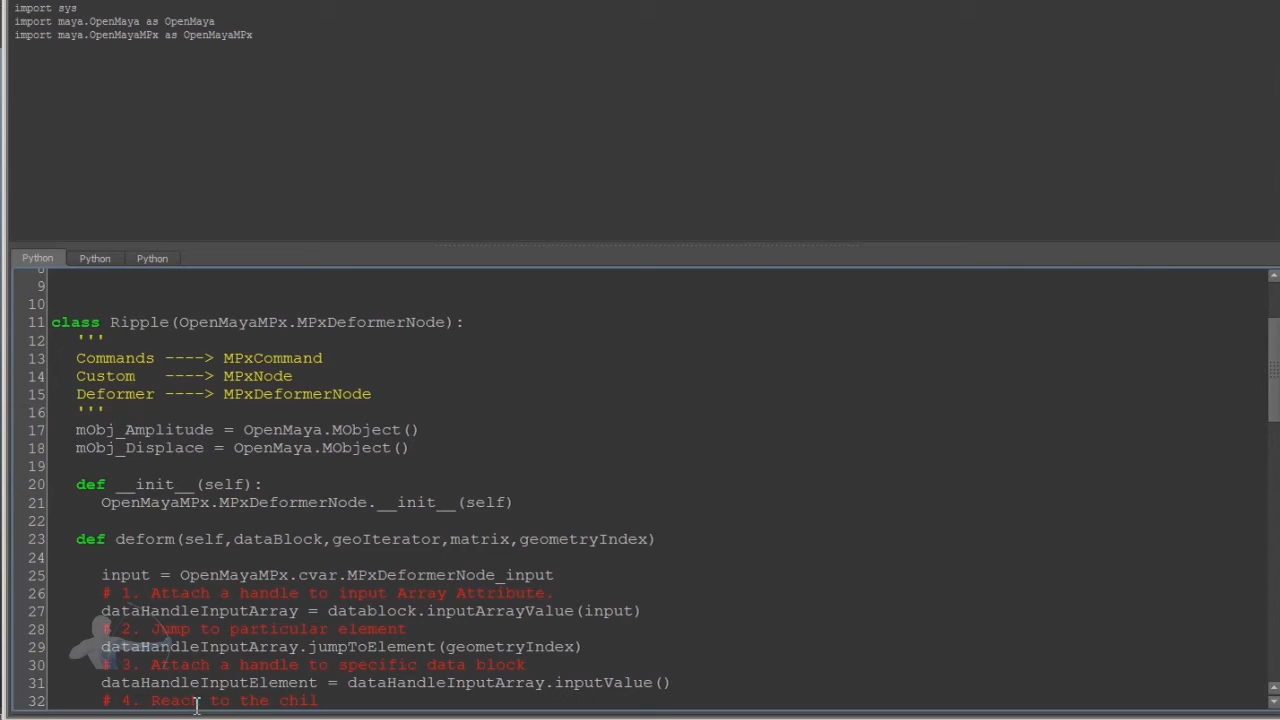 import sys
import maya.OpenMaya as OpenMaya
import maya.OpenMayaMPx as OpenMayaMPx
Python Python Python
8
9
10
11 class Ripple(OpenMayaMPx.MPxDeformerNode):
12 '''
13 Commands ----> MPxCommand
14 Custom ----> MPxNode
15 Deformer ----> MPxDeformerNode
16 '''
17 mObj_Amplitude = OpenMaya.MObject()
18 mObj_Displace = OpenMaya.MObject()
19
20 def __init__(self):
21 OpenMayaMPx.MPxDeformerNode.__init__(self)
22
23 def deform(self,dataBlock,geoIterator,matrix,geometryIndex)
24
25 input = OpenMayaMPx.cvar.MPxDeformerNode_input
26 # 1. Attach a handle to input Array Attribute.
27 dataHandleInputArray = datablock.inputArrayValue(input)
28 # 2. Jump to particular element
29 dataHandleInputArray.jumpToElement(geometryIndex)
30 # 3. Attach a handle to specific data block
31 dataHandleInputElement = dataHandleInputArray.inputValue()
32 # 4. Reach to the chil